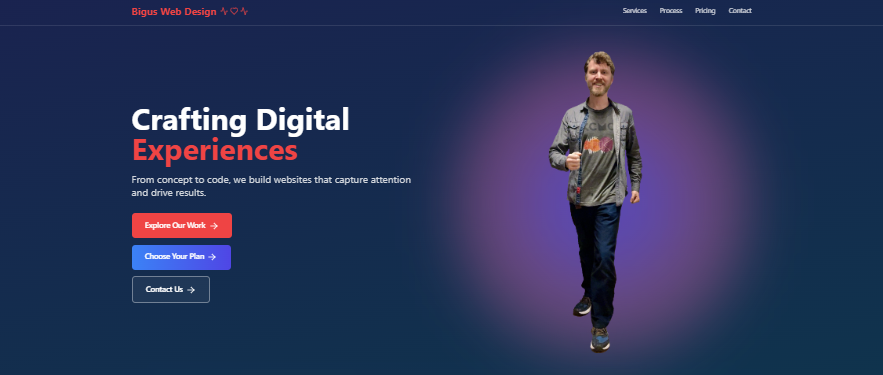 Bigus Web Design
Services Process Pricing Contact
Crafting Digital
Experiences
From concept to code, we build websites that capture attention
and drive results.
Explore Our Work →
Choose Your Plan →
Contact Us →